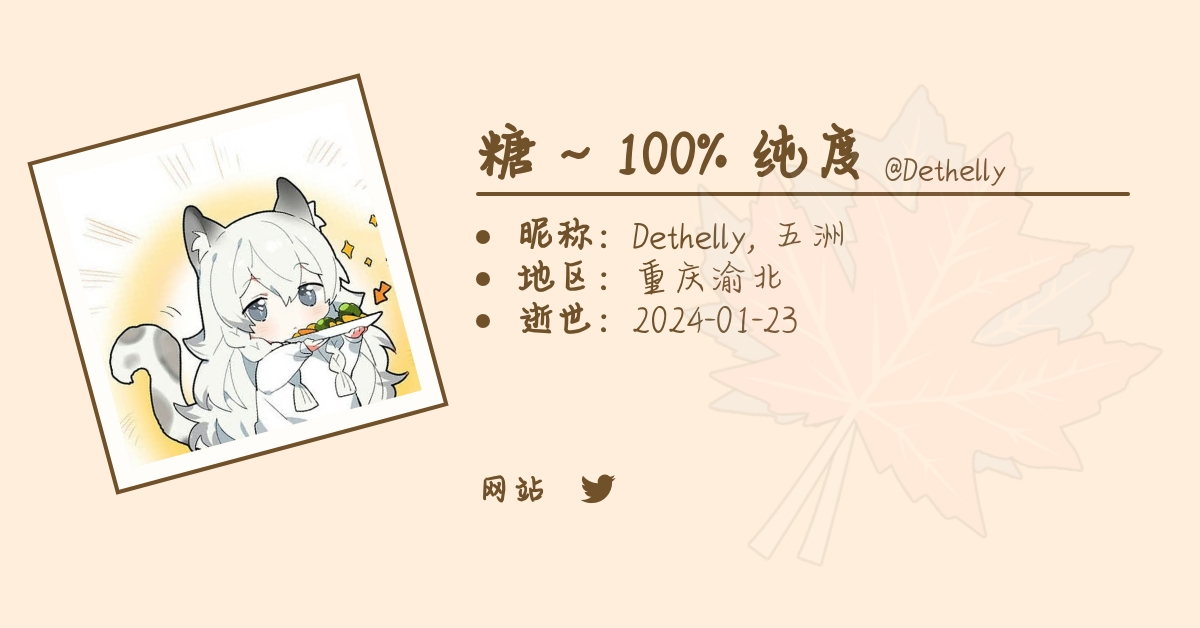 糖 ~ 100% 纯度 @Dethelly
昵称：Dethelly, 五洲
地区：重庆渝北
逝世：2024-01-23
网站